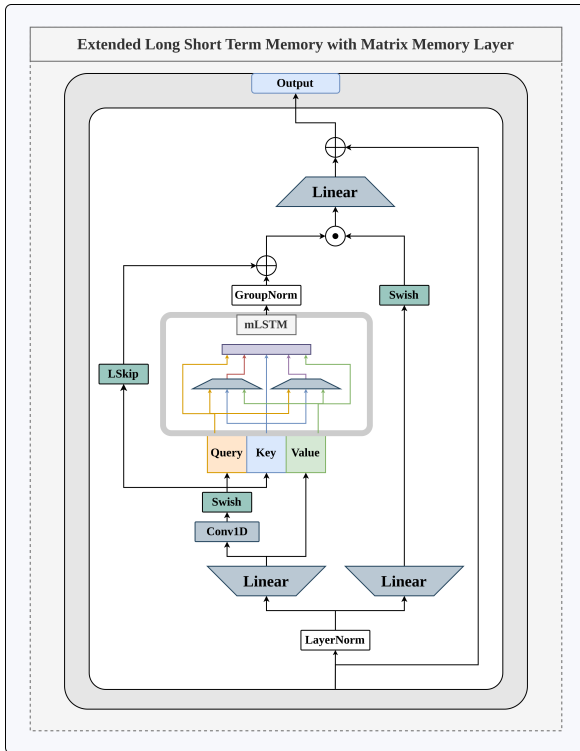 Extended Long Short Term Memory with Matrix Memory Layer
Output
Linear
Swish
GroupNorm
mLSTM
LSkip
Query Key Value
Swish
Conv1D
Linear Linear
LayerNorm